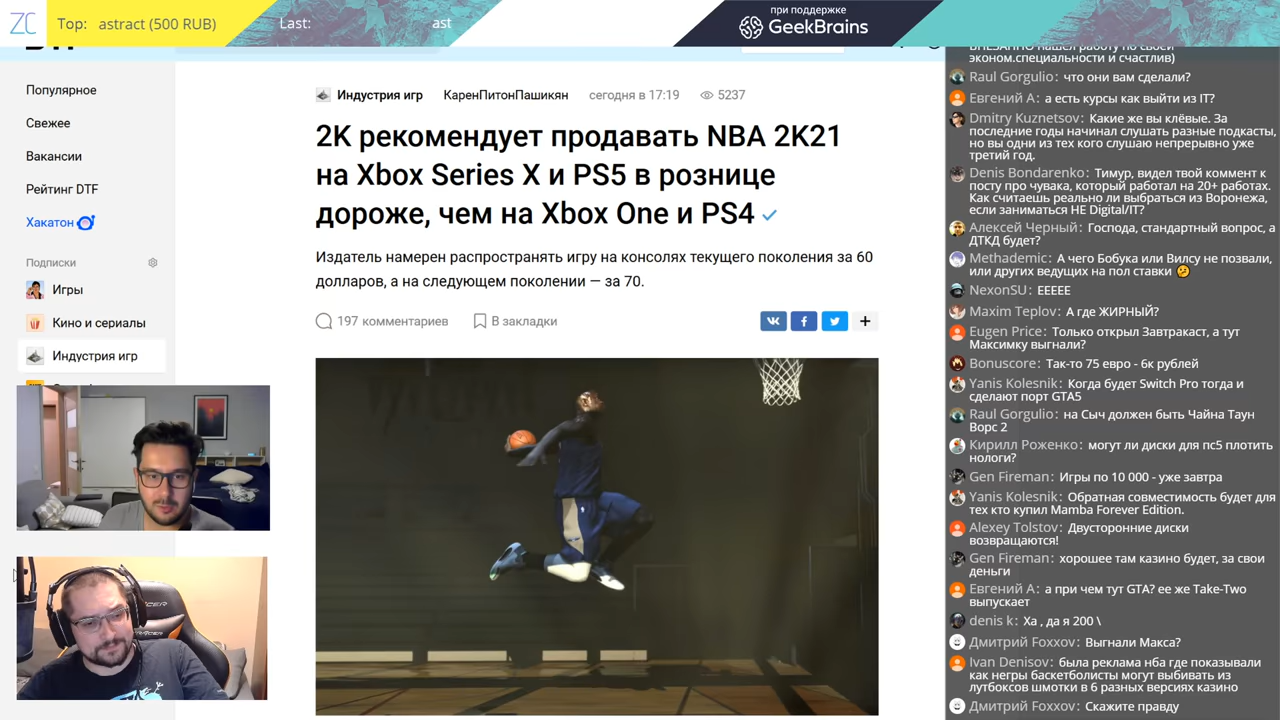 ZC
Top: astract (500 RUB)
Last:
ast
при поддержке
GeekBrains
Популярное
Свежее
Вакансии
Рейтинг DTF
Хакатон
Подписки
Игры
Кино и сериалы
Индустрия игр
Индустрия игр КаренПитонПашикян сегодня в 17:19 5237
2K рекомендует продавать NBA 2K21
на Xbox Series X и PS5 в рознице
дороже, чем на Xbox One и PS4
Издатель намерен распространять игру на консолях текущего поколения за 60
долларов, а на следующем поколении — за 70.
197 комментариев В закладки
эконом.специальности и счастлив)
Raul Gorgulio: что они вам сделали?
Евгений А: а есть курсы как выйти из IT?
Dmitry Kuznetsov: Какие же вы клёвые. За
последние годы начинал слушать разные подкасты,
но вы одни из тех кого слушаю непрерывно уже
третий год.
Denis Bondarenko: Тимур, видел твой коммент к
посту про чувака, который работал на 20+ работах.
Как считаешь реально ли выбраться из Воронежа,
если заниматься НЕ Digital/IT?
Алексей Черный: Господа, стандартный вопрос, а
ДТКД будет?
Methademic: А чего Бобука или Вилсу не позвали,
или других ведущих на пол ставки 🤔
NexonSU: ЕЕЕЕЕ
Maxim Teplov: А где ЖИРНЫЙ?
Eugen Price: Только открыл Завтракаст, а тут
Максимку выгнали?
Bonuscore: Так-то 75 евро - 6к рублей
Yanis Kolesnik: Когда будет Switch Pro тогда и
сделают порт GTA5
Raul Gorgulio: на Сыч должен быть Чайна Таун
Ворс 2
Кирилл Роженко: могут ли диски для пс5 плотить
нологи?
Gen Fireman: Игры по 10 000 - уже завтра
Yanis Kolesnik: Обратная совместимость будет для
тех кто купил Mamba Forever Edition.
Alexey Tolstov: Двусторонние диски
возвращаются!
Gen Fireman: хорошее там казино будет, за свои
деньги
Евгений А: а при чем тут GTA? ее же Take-Two
выпускает
denis k: Ха , да я 200 \
Дмитрий Foxxov: Выгнали Макса?
Ivan Denisov: была реклама нба где показывали
как негры баскетболисты могут выбивать из
лутбоксов шмотки в 6 разных версиях казино
Дмитрий Foxxov: Скажите правду